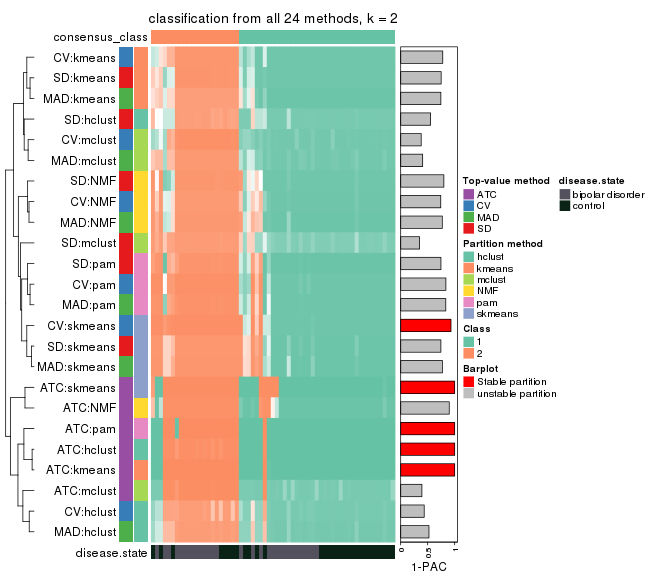 classification from all 24 methods, k = 2
consensus_class
CV:kmeans
SD:kmeans
MAD:kmeans
SD:hclust
CV:mclust
MAD:mclust
SD:NMF
CV:NMF
MAD:NMF
SD:mclust
SD:pam
CV:pam
MAD:pam
CV:skmeans
SD:skmeans
MAD:skmeans
ATC:skmeans
ATC:NMF
ATC:pam
ATC:hclust
ATC:kmeans
ATC:mclust
CV:hclust
MAD:hclust
disease.state
0 0.5 1
1-PAC
Top-value method
ATC
CV
MAD
SD
Partition method
hclust
kmeans
mclust
NMF
pam
skmeans
Class
1
2
Barplot
Stable partition
unstable partition
disease.state
bipolar disorder
control